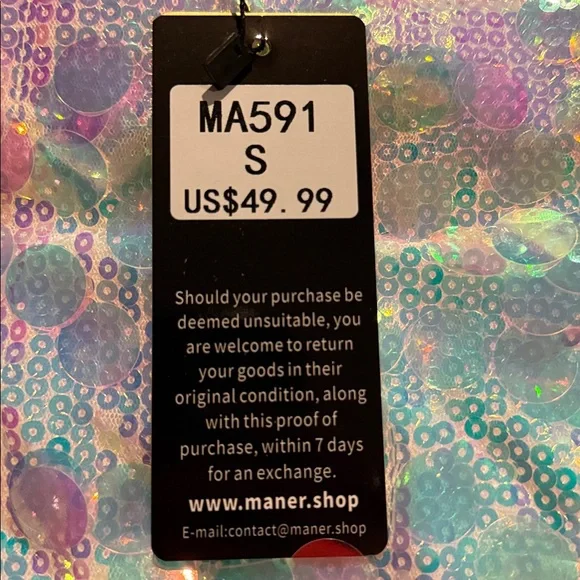 MA591
S
US$49.99
Should your purchase be
deemed unsuitable, you
are welcome to return
your goods in their
original condition, along
with this proof of
purchase, within 7 days
for an exchange.
www.maner.shop
E-mail:contact@maner.shop